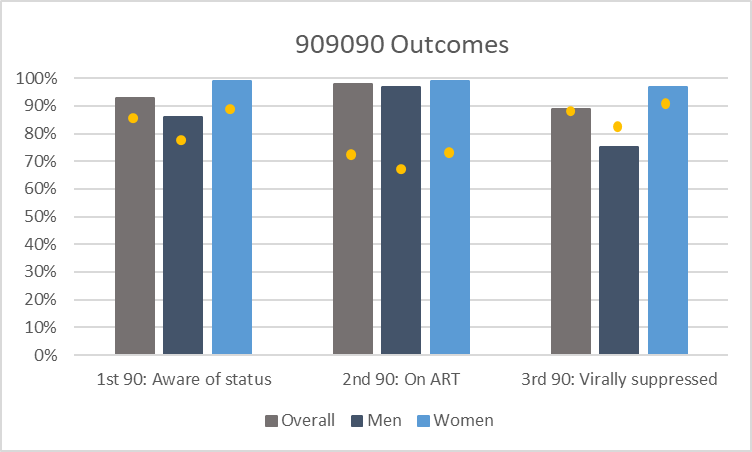 909090 Outcomes
100%
90%
80%
70%
60%
50%
40%
30%
20%
10%
0%
1st 90: Aware of status
2nd 90: On ART
3rd 90: Virally suppressed
Overall
Men
Women